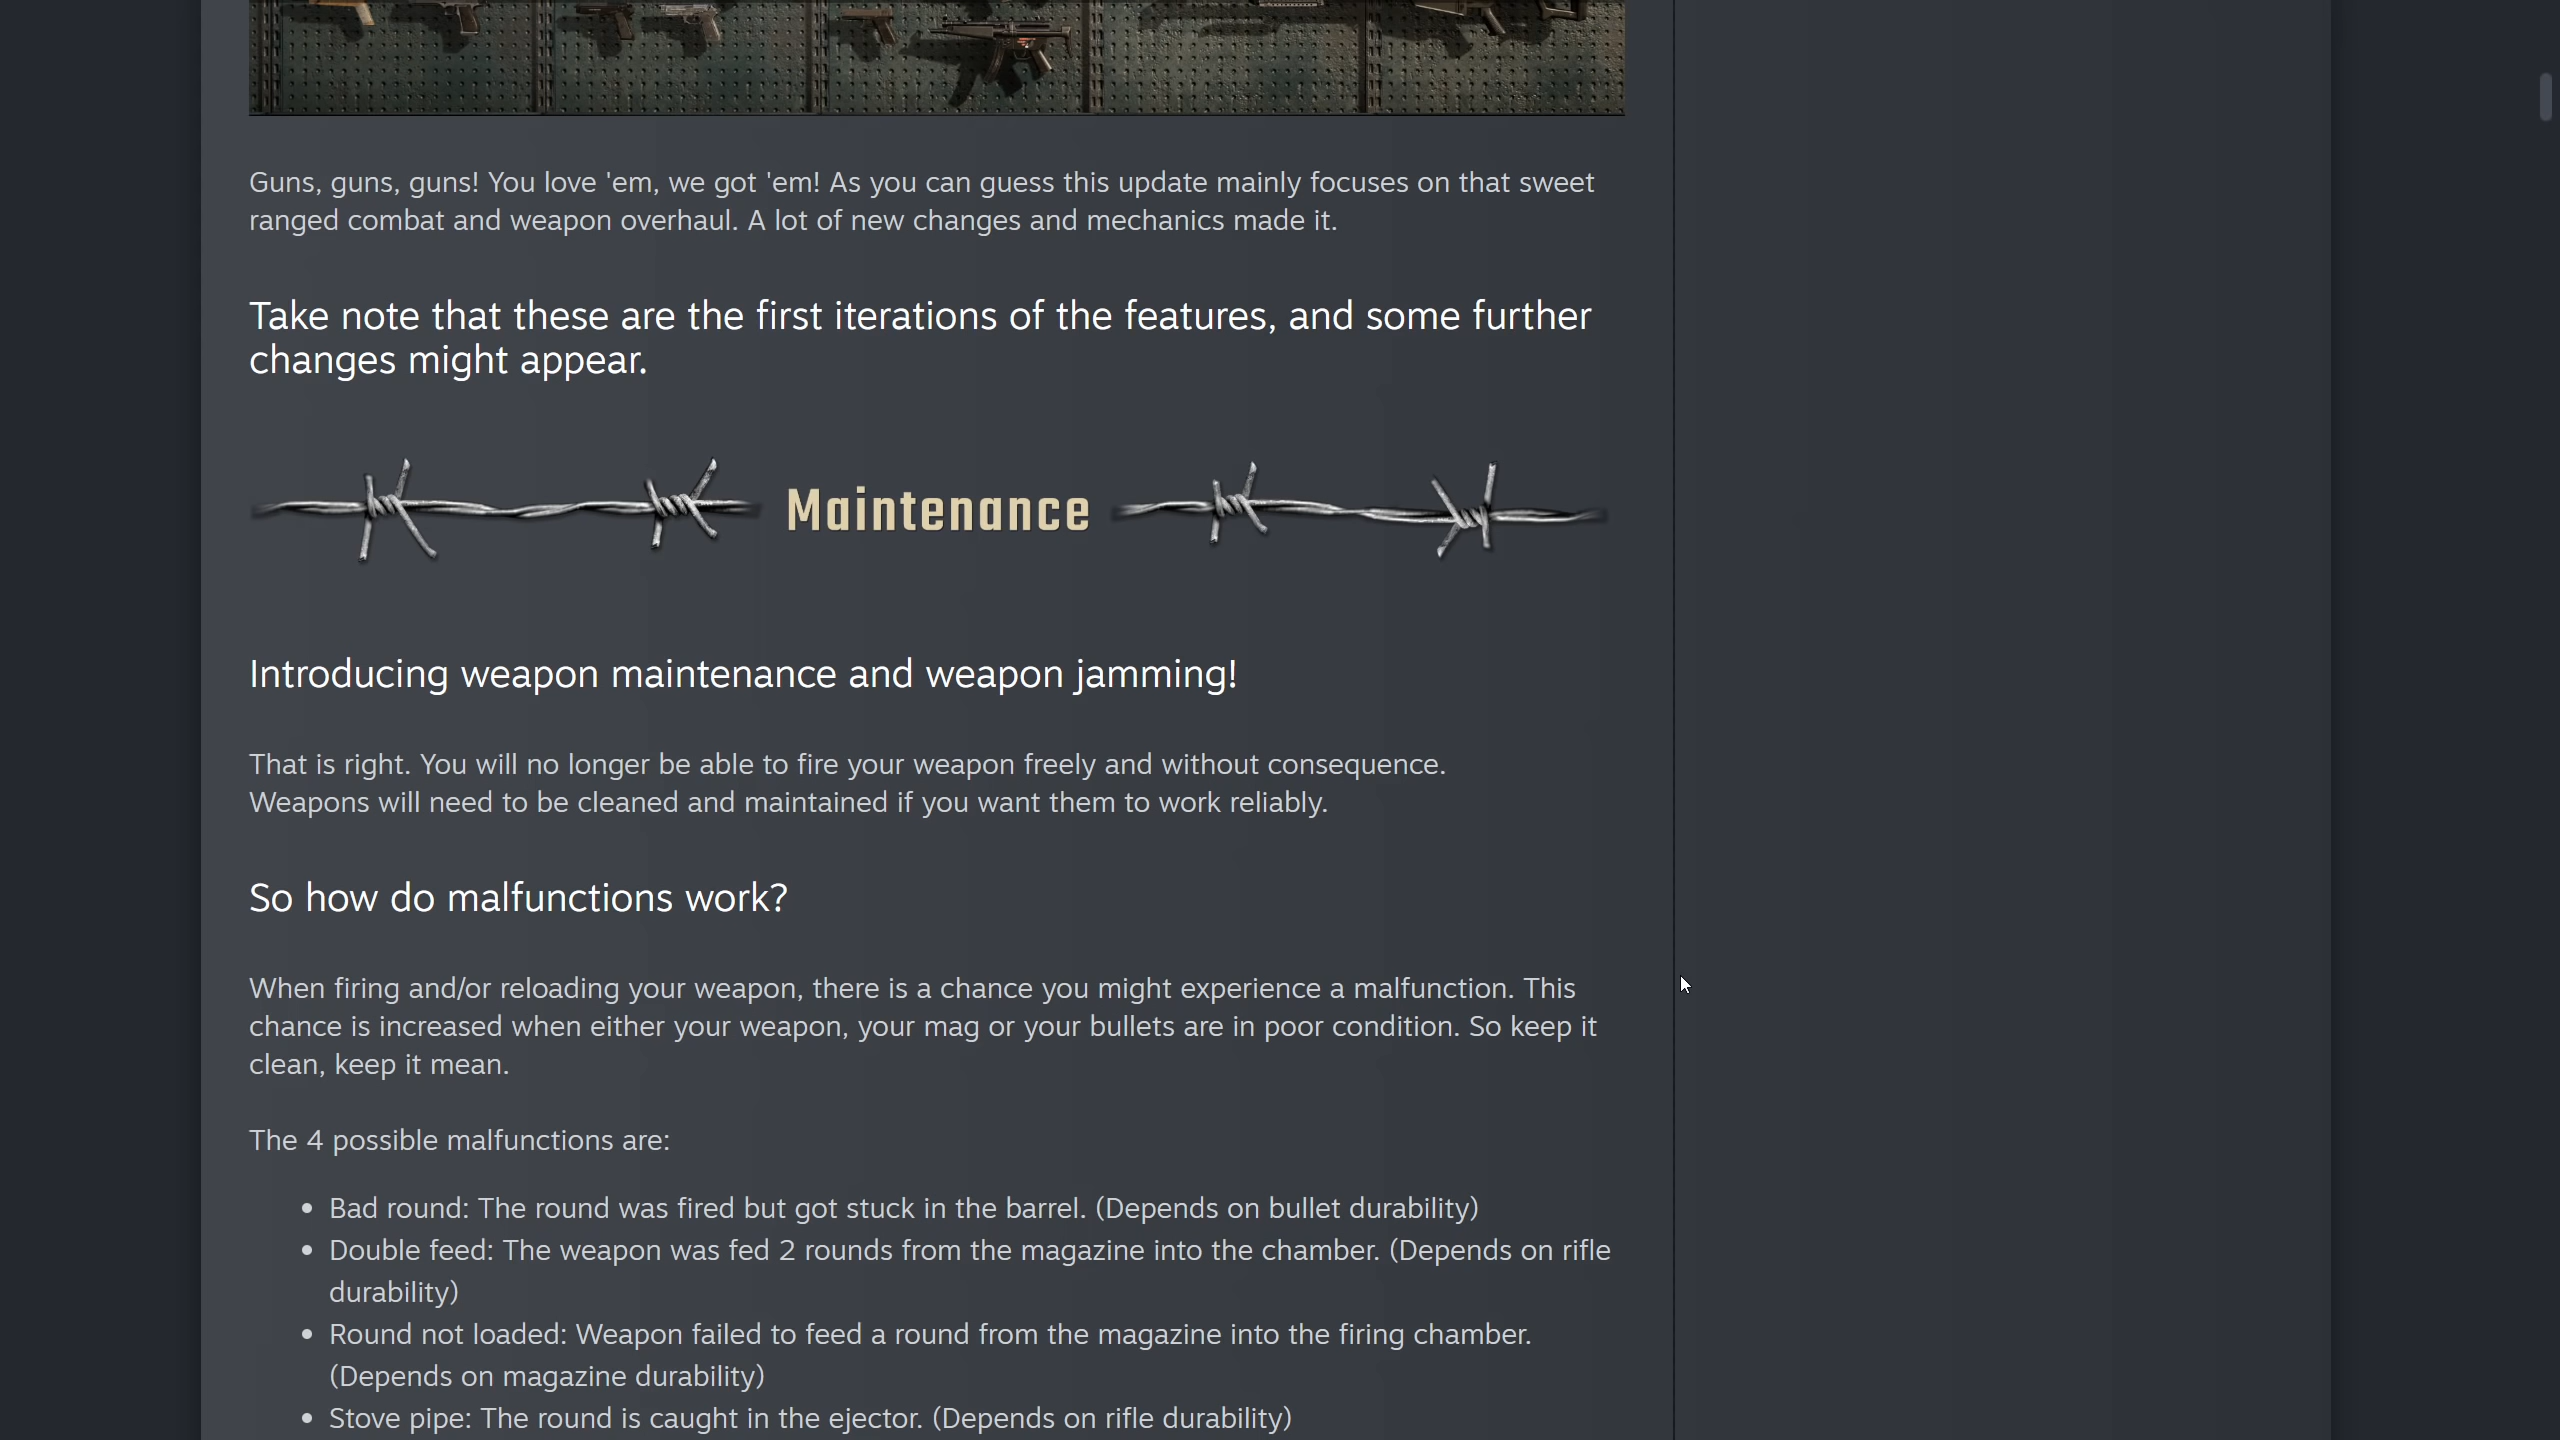 Guns, guns, guns! You love 'em, we got 'em! As you can guess this update mainly focuses on that sweet
ranged combat and weapon overhaul. A lot of new changes and mechanics made it.
Take note that these are the first iterations of the features, and some further
changes might appear.
Maintenance
Introducing weapon maintenance and weapon jamming!
That is right. You will no longer be able to fire your weapon freely and without consequence.
Weapons will need to be cleaned and maintained if you want them to work reliably.
So how do malfunctions work?
When firing and/or reloading your weapon, there is a chance you might experience a malfunction. This
chance is increased when either your weapon, your mag or your bullets are in poor condition. So keep it
clean, keep it mean.
The 4 possible malfunctions are:
• Bad round: The round was fired but got stuck in the barrel. (Depends on bullet durability)
• Double feed: The weapon was fed 2 rounds from the magazine into the chamber. (Depends on rifle
durability)
• Round not loaded: Weapon failed to feed a round from the magazine into the firing chamber.
(Depends on magazine durability)
• Stove pipe: The round is caught in the ejector. (Depends on rifle durability)